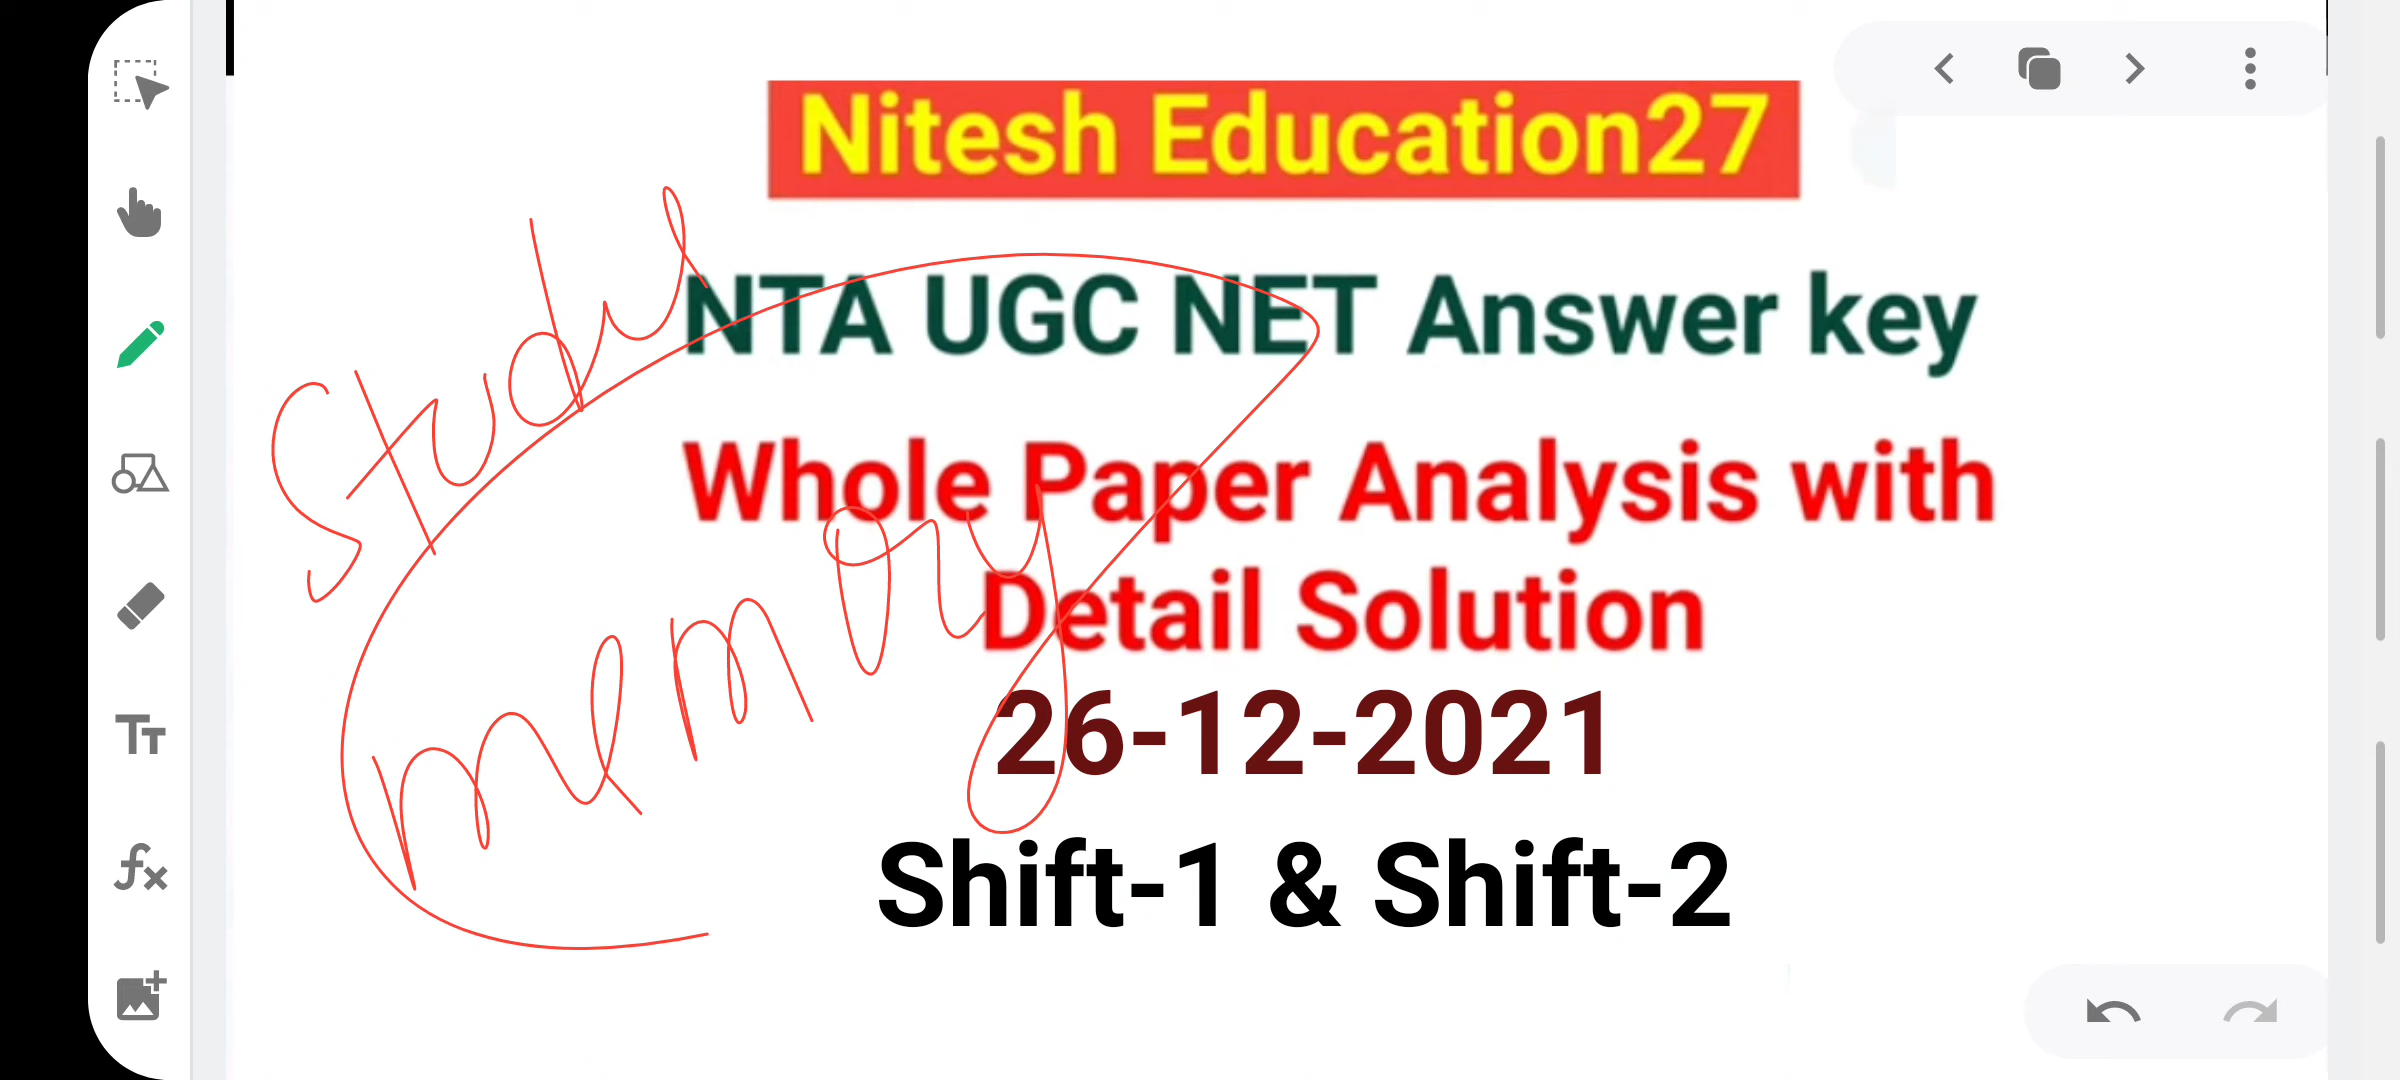 Nitesh Education27
NTA UGC NET Answer key
Whole Paper Analysis with
Detail Solution
26-12-2021
Shift-1 & Shift-2
Study
memory